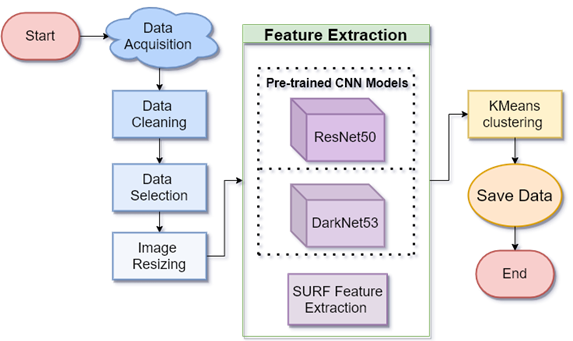 Start
Data
Acquisition
Data
Cleaning
Data
Selection
Image
Resizing
Feature Extraction
Pre-trained CNN Models
ResNet50
DarkNet53
SURF Feature
Extraction
KMeans
clustering
Save Data
End